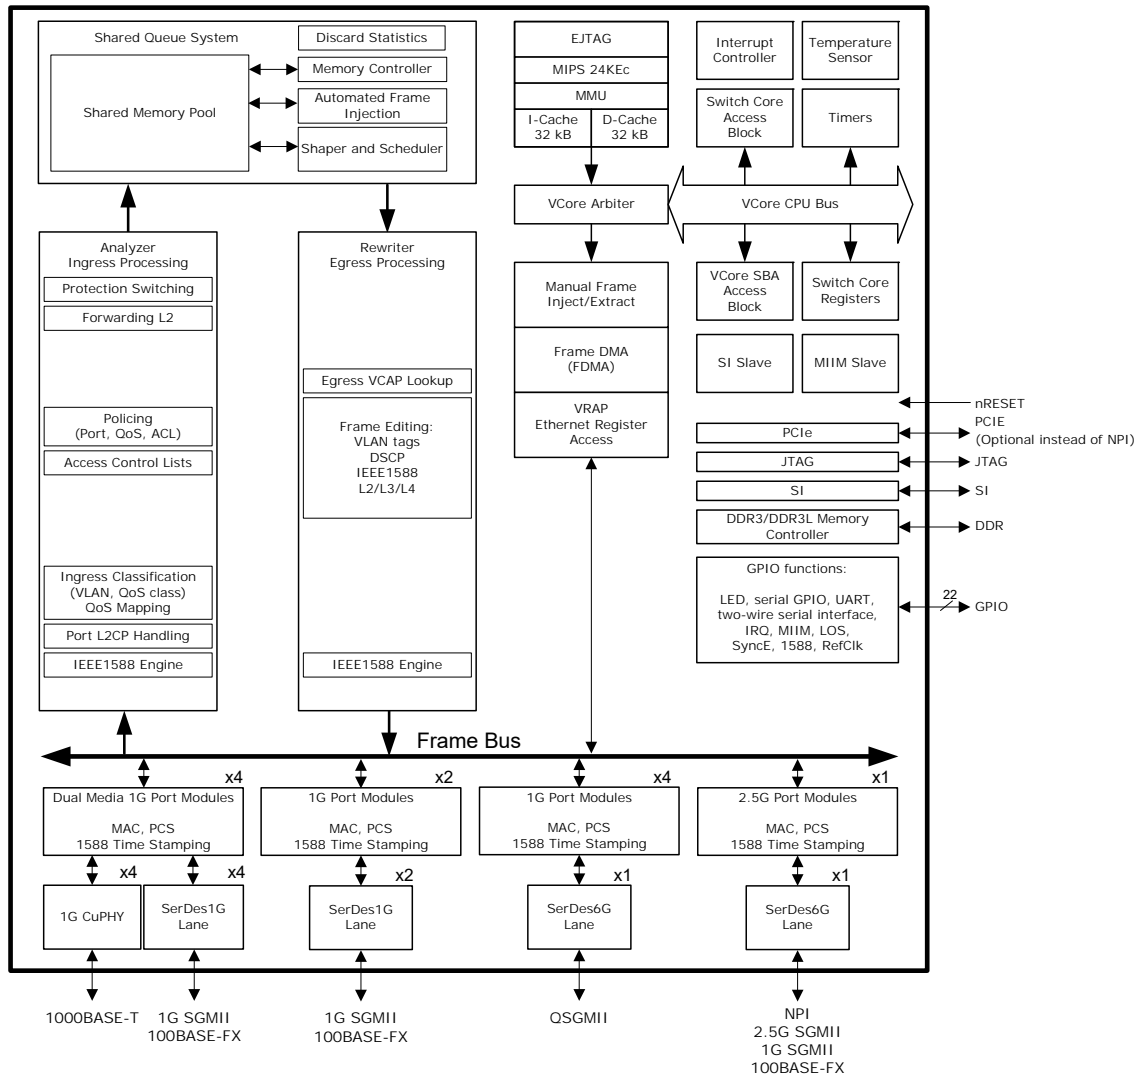 Shared Queue System
Shared Memory Pool
Discard Statistics
Memory Controller
Automated Frame
Injection
Shaper and Scheduler
EJTAG
MIPS 24KEc
MMU
I-Cache
32 kB
D-Cache
32 kB
Interrupt
Controller
Temperature
Sensor
Switch Core
Access
Block
Timers
VCore Arbiter
VCore CPU Bus
Analyzer
Ingress Processing
Protection Switching
Forwarding L2
Policing
(Port, QoS, ACL)
Access Control Lists
Ingress Classification
(VLAN, QoS class)
QoS Mapping
Port L2CP Handling
IEEE1588 Engine
Rewriter
Egress Processing
Egress VCAP Lookup
Frame Editing:
VLAN tags
DSCP
IEEE1588
L2/L3/L4
IEEE1588 Engine
Manual Frame
Inject/Extract
Frame DMA
(FDMA)
VRAP
Ethernet Register
Access
VCore SBA
Access
Block
Switch Core
Registers
SI Slave
MIIM Slave
nRESET
PCIe
PCIE
(Optional instead of NPI)
JTAG
JTAG
SI
SI
DDR3/DDR3L Memory
Controller
DDR
GPIO functions:
LED, serial GPIO, UART,
two-wire serial interface,
IRQ, MIIM, LOS,
SyncE, 1588, RefClk
22
GPIO
Frame Bus
x4
Dual Media 1G Port Modules
MAC, PCS
1588 Time Stamping
x2
1G Port Modules
MAC, PCS
1588 Time Stamping
x4
1G Port Modules
MAC, PCS
1588 Time Stamping
x1
2.5G Port Modules
MAC, PCS
1588 Time Stamping
x4
1G CuPHY
x4
SerDes1G
Lane
x2
SerDes1G
Lane
x1
SerDes6G
Lane
x1
SerDes6G
Lane
1000BASE-T
1G SGMII
100BASE-FX
1G SGMII
100BASE-FX
QSGMII
NPI
2.5G SGMII
1G SGMII
100BASE-FX